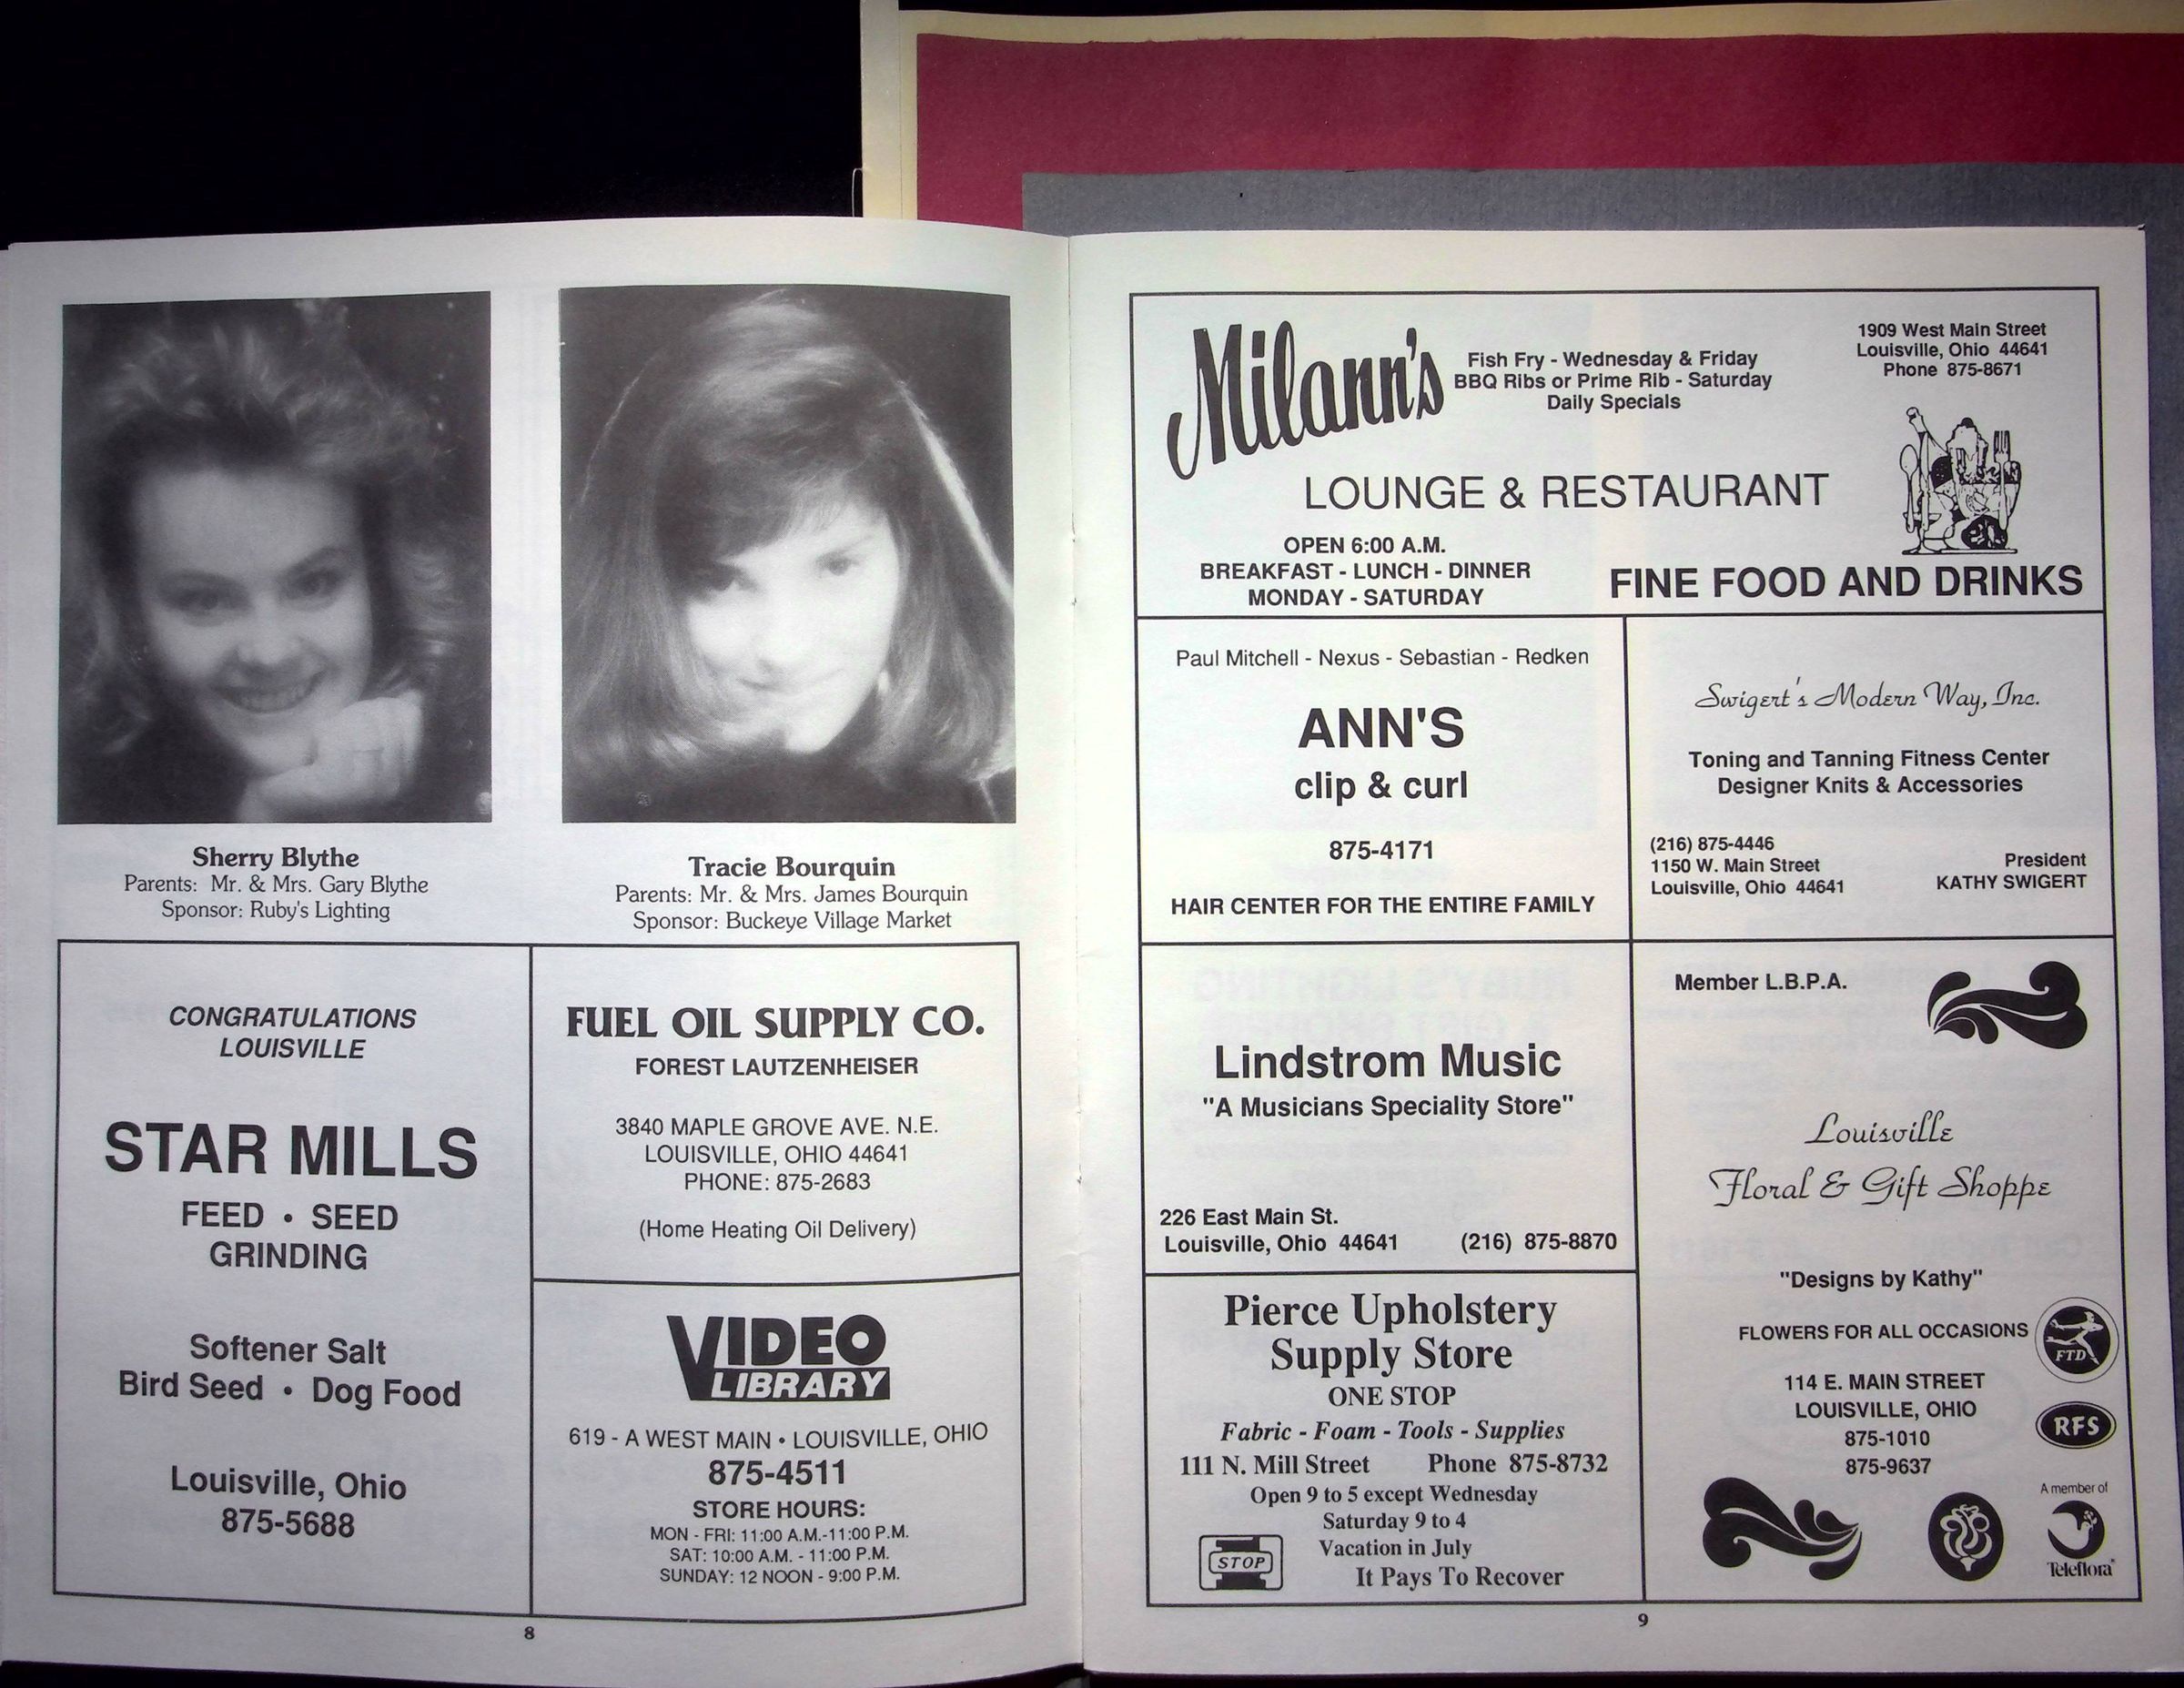 Sherry Blythe
Parents: Mr. & Mrs. Gary Blythe
Sponsor: Ruby's Lighting
Tracie Bourquin
Parents: Mr. & Mrs. James Bourquin
Sponsor: Buckeye Village Market
CONGRATULATIONS
LOUISVILLE
STAR MILLS
FEED • SEED
GRINDING
Softener Salt
Bird Seed • Dog Food
Louisville, Ohio
875-5688
FUEL OIL SUPPLY CO.
FOREST LAUTZENHEISER
3840 MAPLE GROVE AVE. N.E.
LOUISVILLE, OHIO 44641
PHONE: 875-2683
(Home Heating Oil Delivery)
VIDEO
LIBRARY
619 - A WEST MAIN • LOUISVILLE, OHIO
875-4511
STORE HOURS:
MON - FRI: 11:00 A.M.-11:00 P.M.
SAT: 10:00 A.M. - 11:00 P.M.
SUNDAY: 12 NOON - 9:00 P.M.
8
Milann's
Fish Fry - Wednesday & Friday
BBQ Ribs or Prime Rib - Saturday
Daily Specials
1909 West Main Street
Louisville, Ohio 44641
Phone 875-8671
LOUNGE & RESTAURANT
OPEN 6:00 A.M.
BREAKFAST - LUNCH - DINNER
MONDAY - SATURDAY
FINE FOOD AND DRINKS
Paul Mitchell - Nexus - Sebastian - Redken
ANN'S
clip & curl
875-4171
HAIR CENTER FOR THE ENTIRE FAMILY
Swigert's Modern Way, Inc.
Toning and Tanning Fitness Center
Designer Knits & Accessories
(216) 875-4446
1150 W. Main Street
Louisville, Ohio 44641
President
KATHY SWIGERT
Lindstrom Music
"A Musicians Speciality Store"
226 East Main St.
Louisville, Ohio 44641 (216) 875-8870
Member L.B.P.A.
Louisville
Floral & Gift Shoppe
"Designs by Kathy"
FLOWERS FOR ALL OCCASIONS
FTD
114 E. MAIN STREET
LOUISVILLE, OHIO
875-1010
875-9637
RFS
A member of
Teleflora
Pierce Upholstery
Supply Store
ONE STOP
Fabric - Foam - Tools - Supplies
111 N. Mill Street Phone 875-8732
Open 9 to 5 except Wednesday
Saturday 9 to 4
Vacation in July
It Pays To Recover
STOP
9